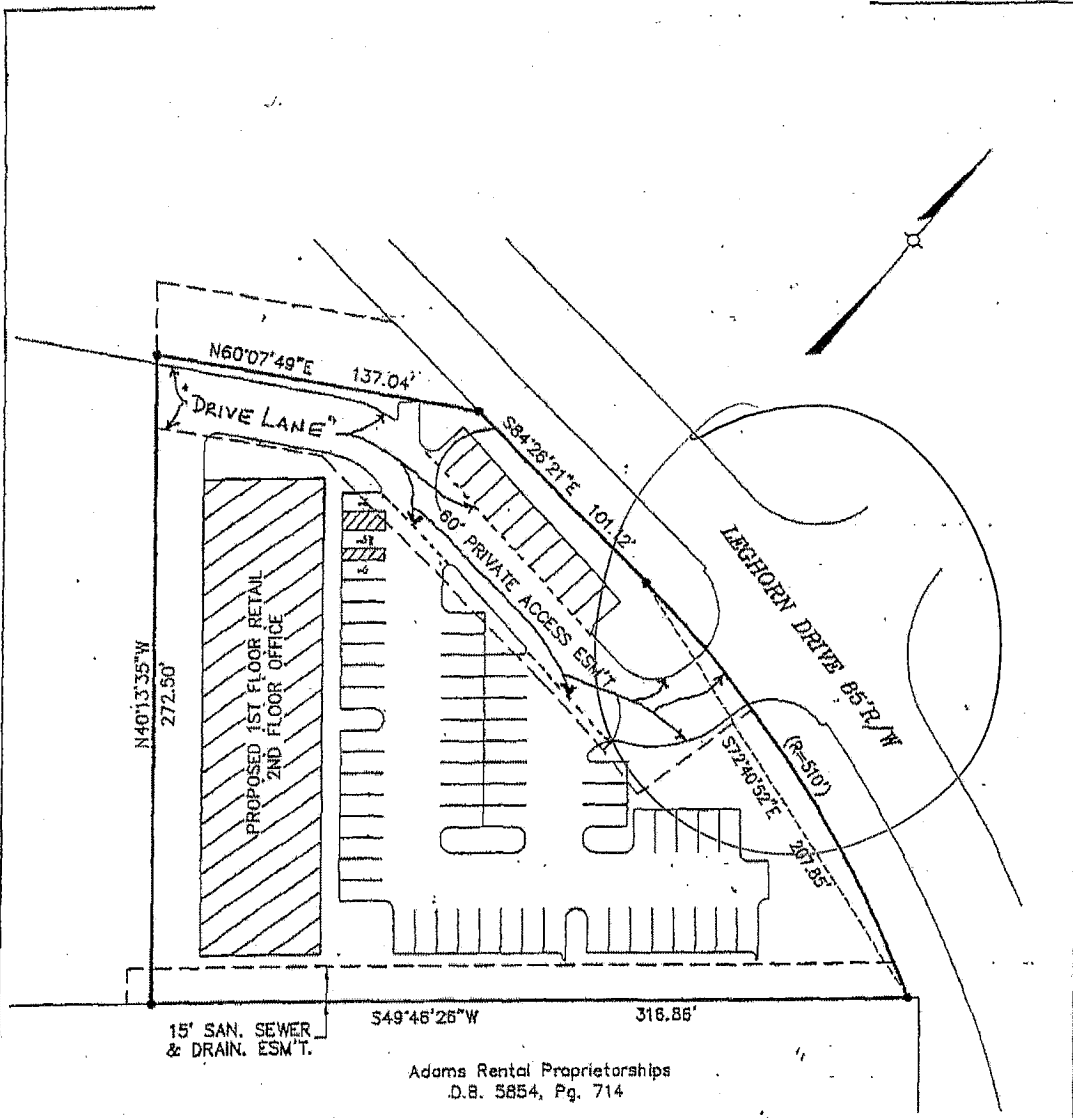 N60°07'49"E 137.04'
"DRIVE LANE"
S84°26'21"E 101.12'
60' PRIVATE ACCESS ESM'T
LEGHORN DRIVE 85'R/W
PROPOSED 1ST FLOOR RETAIL
2ND FLOOR OFFICE
N40°13'35"W
272.50'
(R=510')
S72°40'52"E 207.85'
S49°46'26"W 316.86'
15' SAN. SEWER
& DRAIN. ESM'T.
Adams Rental Proprietorships
D.B. 5854, Pg. 714